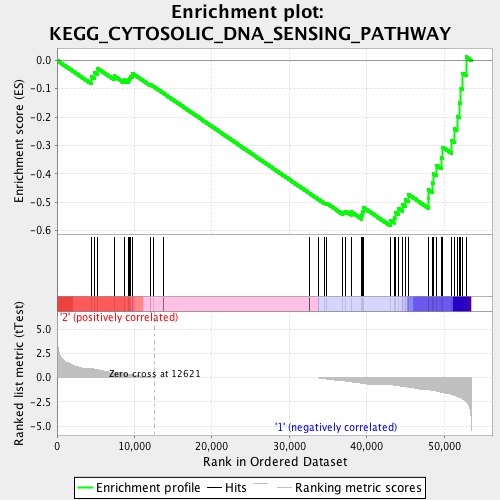 Enrichment plot:
KEGG_CYTOSOLIC_DNA_SENSING_PATHWAY
Enrichment score (ES)
0.0
-0.1
-0.2
-0.3
-0.4
-0.5
-0.6
Ranked list metric (tTest)
5.0
2.5
0.0
-2.5
-5.0
'2' (positively correlated)
Zero cross at 12621
'1' (negatively correlated)
0
10,000
20,000
30,000
40,000
50,000
Rank in Ordered Dataset
Enrichment profile
Hits
Ranking metric scores